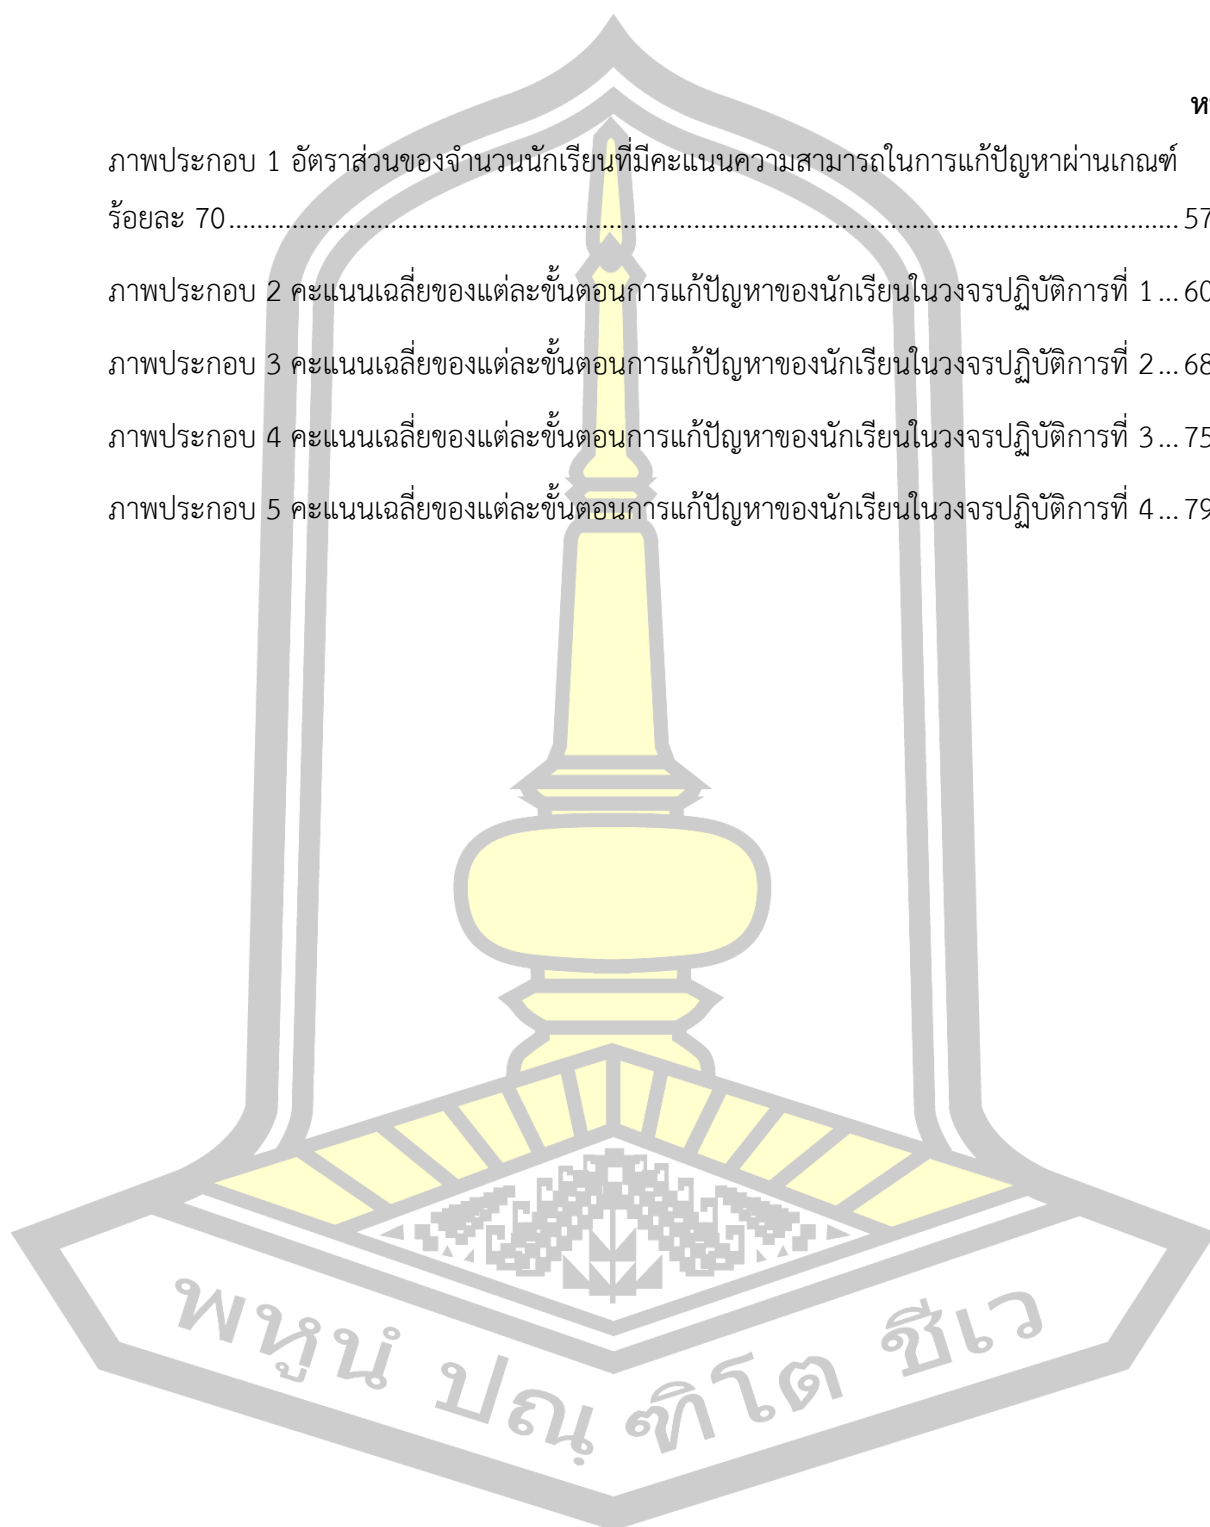 ภาพประกอบ 1 อัตราส่วนของจำนวนนักเรียนที่มีคะแนนความสามารถในการแก้ปัญหาผ่านเกณฑ์
ร้อยละ 70 ........................................................................................................................................ 57
ภาพประกอบ 2 คะแนนเฉลี่ยของแต่ละขั้นตอนการแก้ปัญหาของนักเรียนในวงจรปฏิบัติการที่ 1 ... 60
ภาพประกอบ 3 คะแนนเฉลี่ยของแต่ละขั้นตอนการแก้ปัญหาของนักเรียนในวงจรปฏิบัติการที่ 2 ... 68
ภาพประกอบ 4 คะแนนเฉลี่ยของแต่ละขั้นตอนการแก้ปัญหาของนักเรียนในวงจรปฏิบัติการที่ 3 ... 75
ภาพประกอบ 5 คะแนนเฉลี่ยของแต่ละขั้นตอนการแก้ปัญหาของนักเรียนในวงจรปฏิบัติการที่ 4 ... 79
พหูนํ ปณฺฑิโต ชีเว